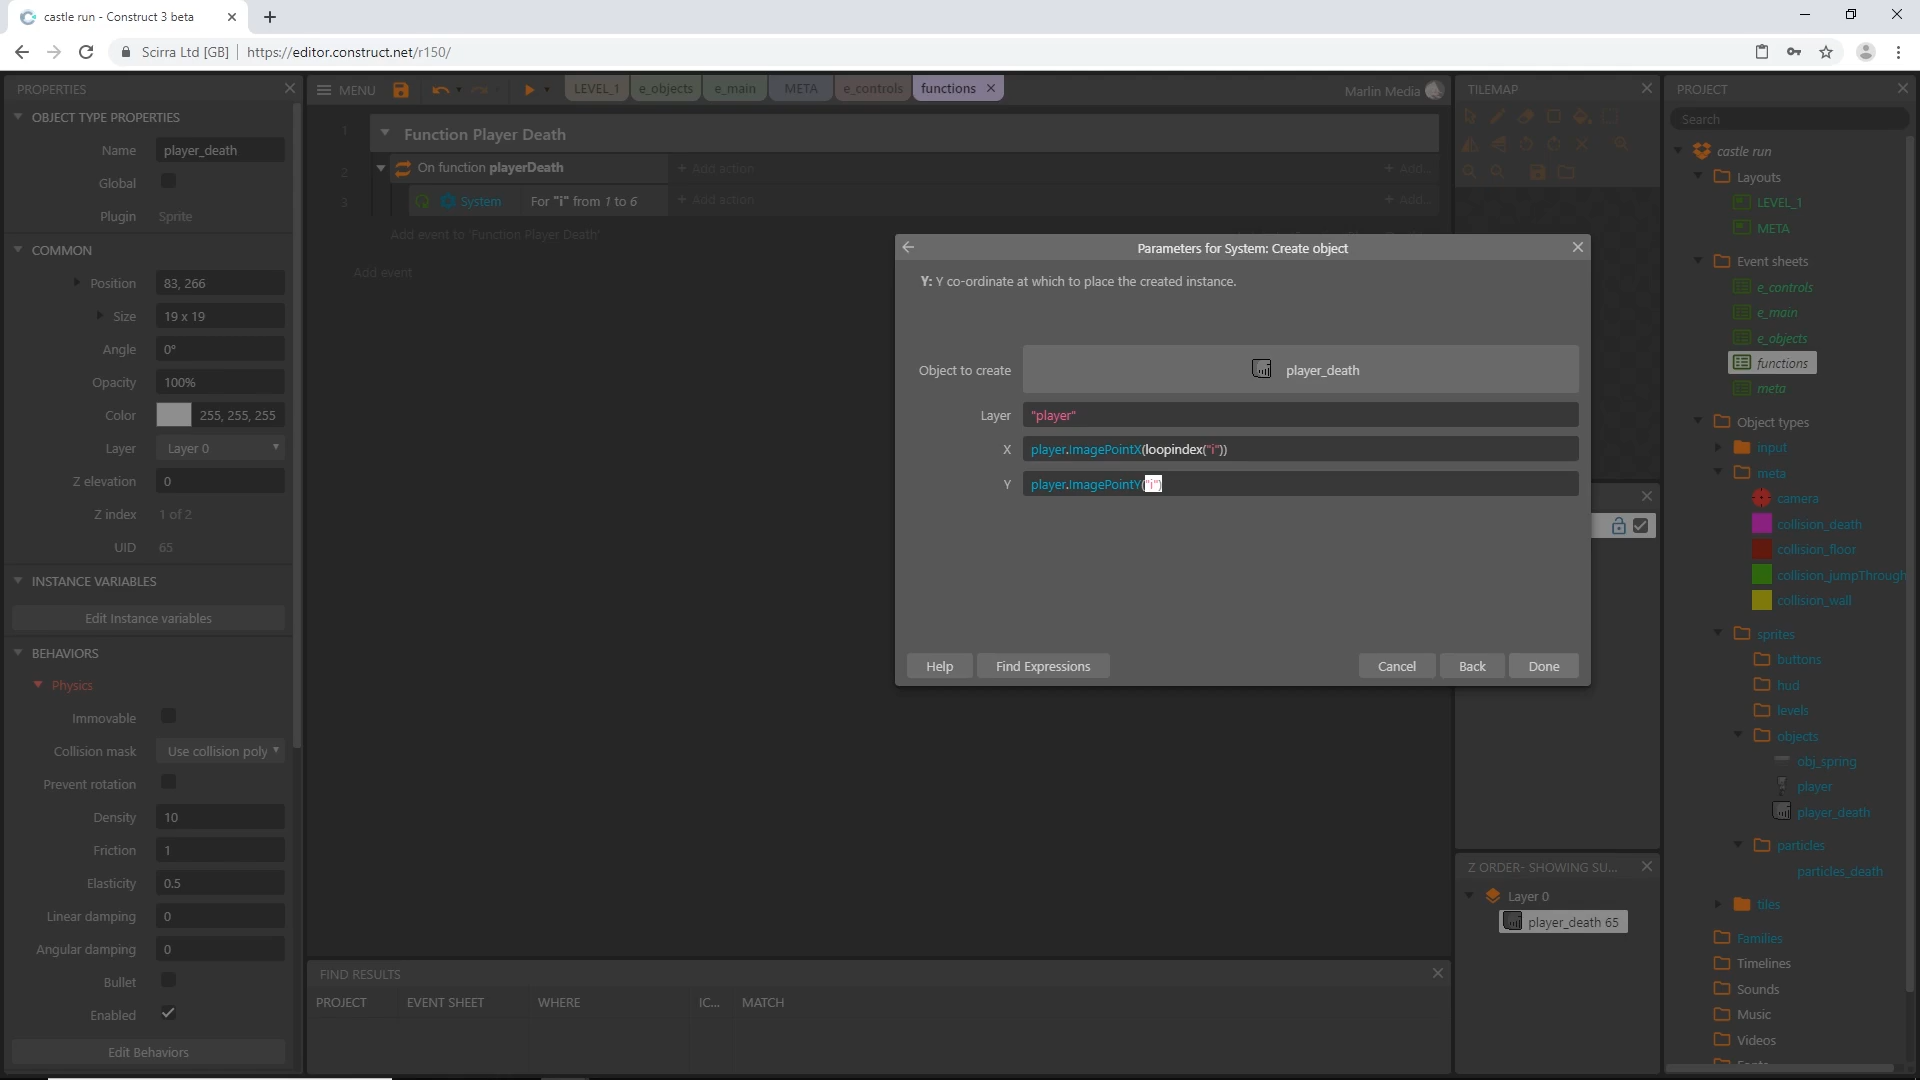 castle run - Construct 3 beta
Scirra Ltd [GB] https://editor.construct.net/r150/
PROPERTIES
OBJECT TYPE PROPERTIES
Name player_death
Global
Plugin Sprite
COMMON
Position 83, 266
Size 19 x 19
Angle 0º
Opacity 100%
Color 255, 255, 255
Layer Layer 0
Z elevation 0
Z index 1 of 2
UID 65
INSTANCE VARIABLES
Edit Instance variables
BEHAVIORS
Physics
Immovable
Collision mask Use collision poly
Prevent rotation
Density 10
Friction 1
Elasticity 0.5
Linear damping 0
Angular damping 0
Bullet
Enabled
Edit Behaviors
MENU
LEVEL_1 e_objects e_main META e_controls functions
Marlin Media
1 Function Player Death
2 On function playerDeath + Add action + Add...
3 System For "i" from 1 to 6 + Add action + Add...
Add event to 'Function Player Death'
Add event
Parameters for System: Create object
Y: Y co-ordinate at which to place the created instance.
Object to create player_death
Layer "player"
X player.ImagePointX(loopindex("i"))
Y player.ImagePointY("i")
Help Find Expressions Cancel Back Done
FIND RESULTS
PROJECT EVENT SHEET WHERE IC... MATCH
TILEMAP
Z ORDER- SHOWING SU...
Layer 0
player_death 65
PROJECT
Search
castle run
Layouts
LEVEL_1
META
Event sheets
e_controls
e_main
e_objects
functions
meta
Object types
input
meta
camera
collision_death
collision_floor
collision_jumpThrough
collision_wall
sprites
buttons
hud
levels
objects
obj_spring
player
player_death
particles
particles_death
tiles
Families
Timelines
Sounds
Music
Videos